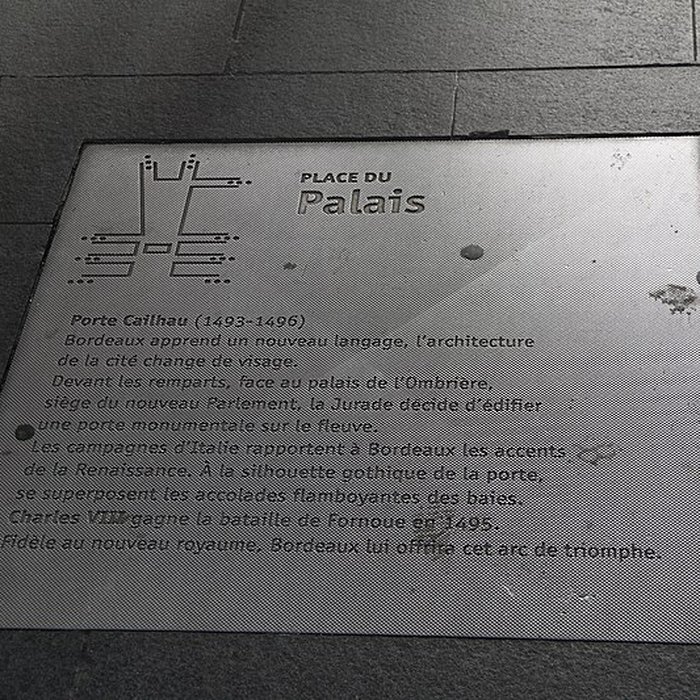 PLACE DU
Palais
Porte Cailhau (1493-1496)
Bordeaux apprend un nouveau langage, l'architecture
de la cité change de visage.
Devant les remparts, face au palais de l'Ombrière,
siège du nouveau Parlement, la Jurade décide d'édifier
une porte monumentale sur le fleuve.
Les campagnes d'Italie rapportent à Bordeaux les accents
de la Renaissance. À la silhouette gothique de la porte,
se superposent les accolades flamboyantes des baies.
Charles VIII gagne la bataille de Fornoue en 1495.
Fidèle au nouveau royaume, Bordeaux lui offrira cet arc de triomphe.